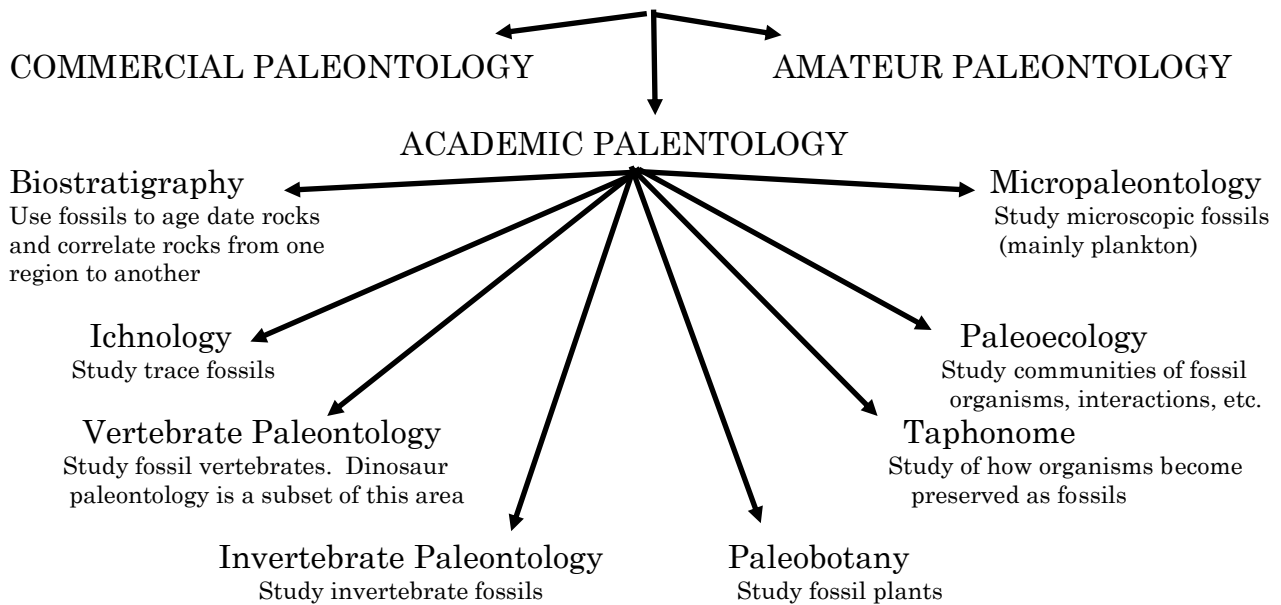 COMMERCIAL PALEONTOLOGY
AMATEUR PALEONTOLOGY
ACADEMIC PALENTOLOGY
Biostratigraphy
Use fossils to age date rocks
and correlate rocks from one
region to another
Micropaleontology
Study microscopic fossils
(mainly plankton)
Ichnology
Study trace fossils
Paleoecology
Study communities of fossil
organisms, interactions, etc.
Vertebrate Paleontology
Study fossil vertebrates. Dinosaur
paleontology is a subset of this area
Taphonome
Study of how organisms become
preserved as fossils
Invertebrate Paleontology
Study invertebrate fossils
Paleobotany
Study fossil plants